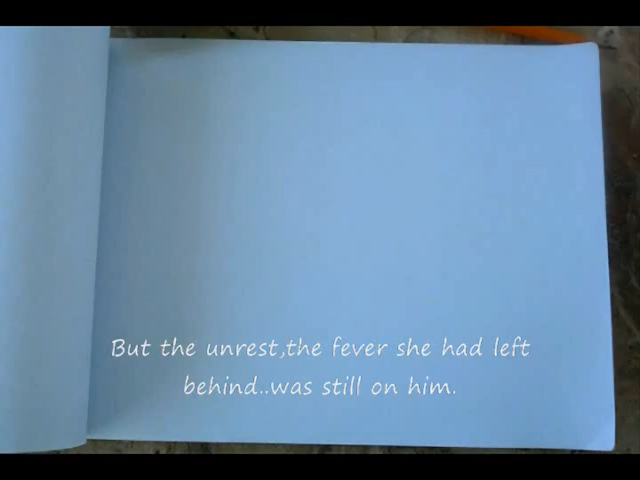 But the unrest,the fever she had left
behind..was still on him.